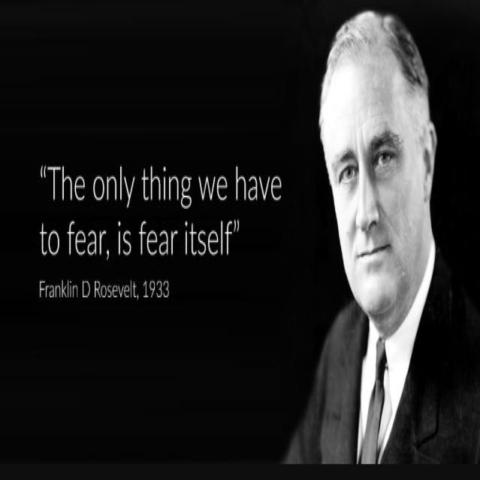 “The only thing we have
to fear, is fear itself”
Franklin D Rosevelt, 1933